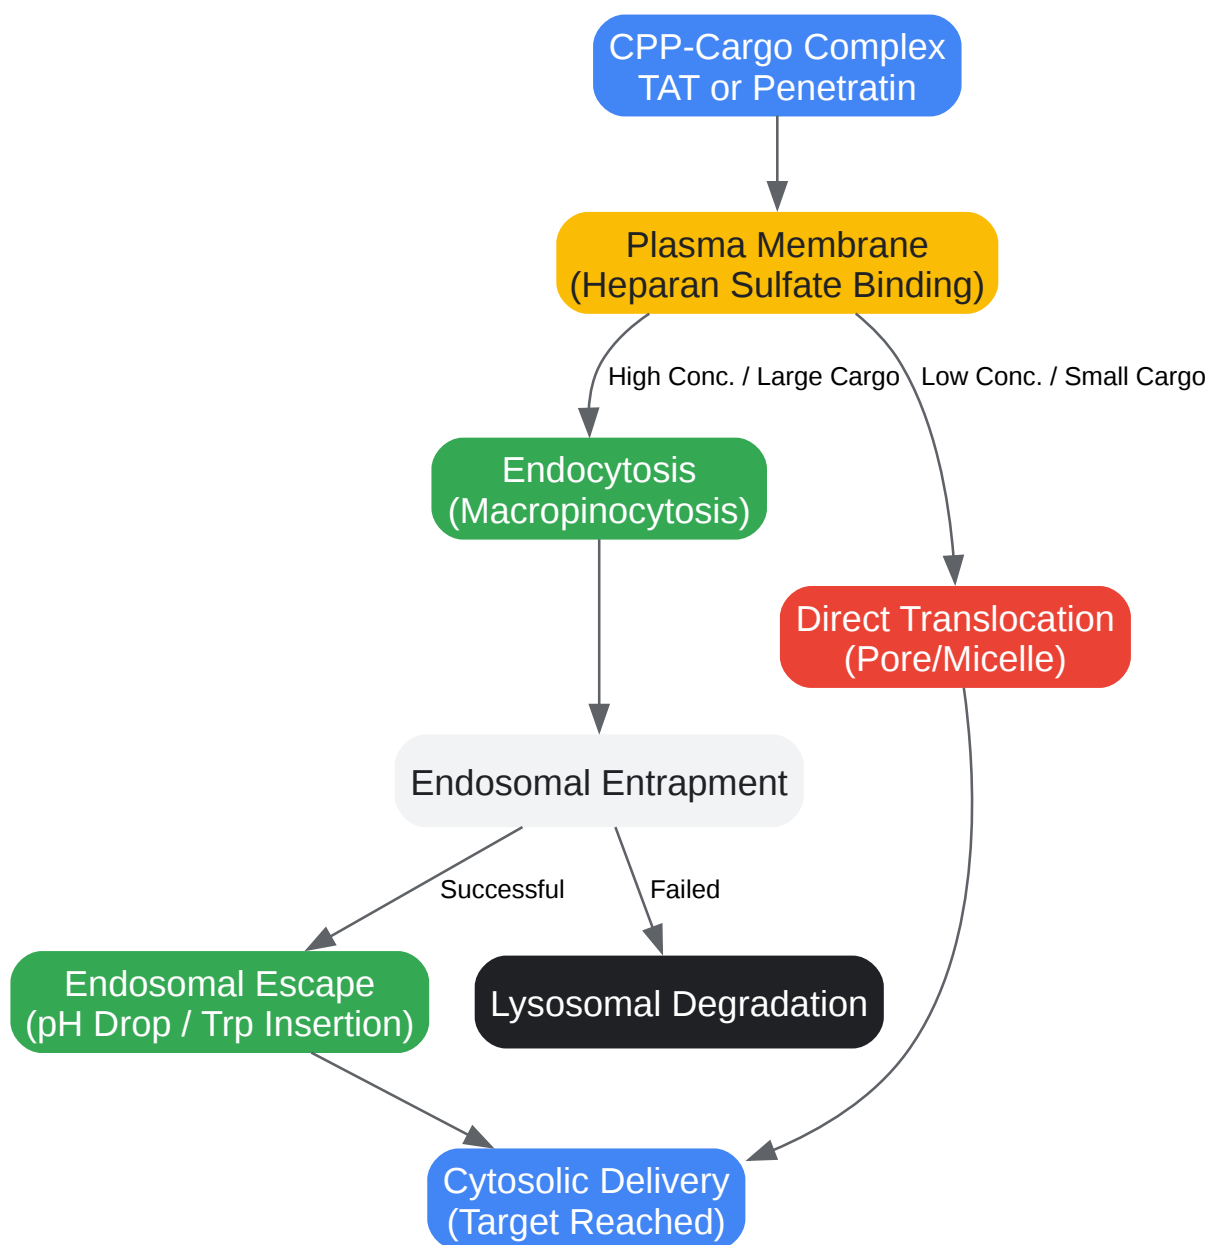 CPP-Cargo Complex
TAT or Penetratin
Plasma Membrane
(Heparan Sulfate Binding)
High Conc. / Large Cargo
Low Conc. / Small Cargo
Endocytosis
(Macropinocytosis)
Direct Translocation
(Pore/Micelle)
Endosomal Entrapment
Successful
Failed
Endosomal Escape
(pH Drop / Trp Insertion)
Lysosomal Degradation
Cytosolic Delivery
(Target Reached)